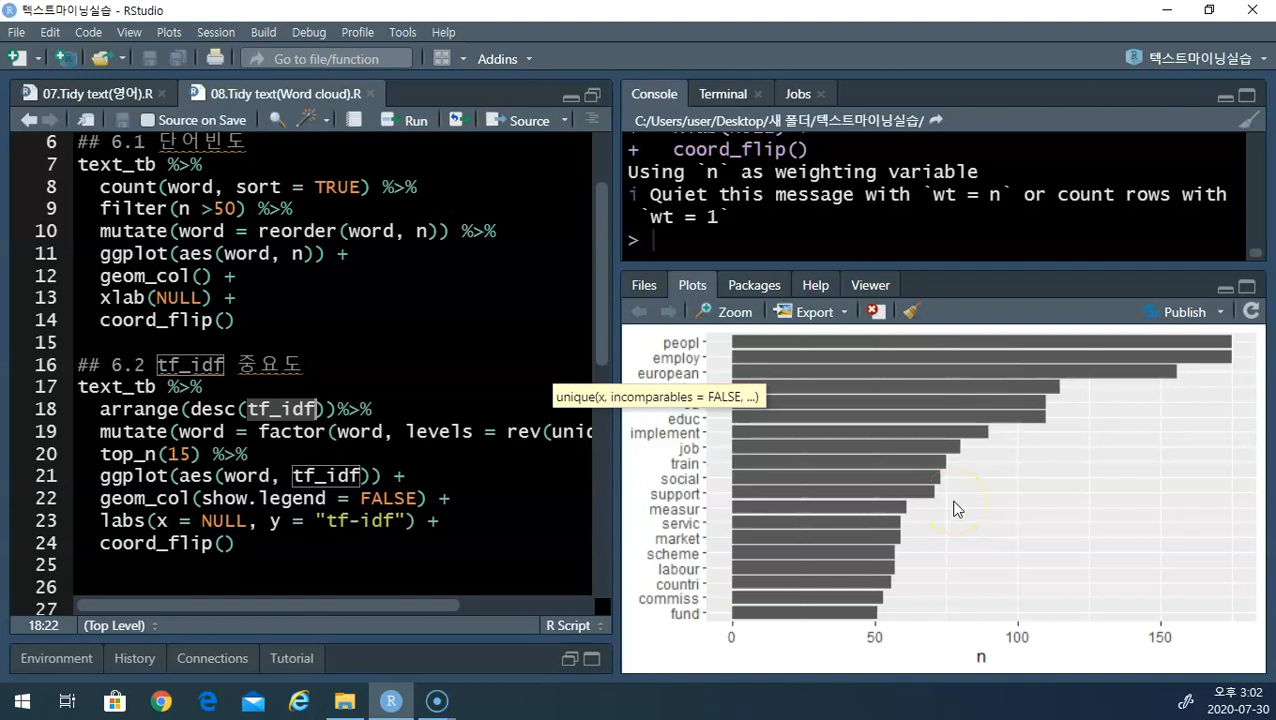 텍스트마이닝실습 - RStudio
File Edit Code View Plots Session Build Debug Profile Tools Help
Go to file/function Addins 텍스트마이닝실습
07.Tidy text(영어).R 08.Tidy text(Word cloud).R
Source on Save Run Source
6 ## 6.1 단어빈도
7 text_tb %>%
8 count(word, sort = TRUE) %>%
9 filter(n >50) %>%
10 mutate(word = reorder(word, n)) %>%
11 ggplot(aes(word, n)) +
12 geom_col() +
13 xlab(NULL) +
14 coord_flip()
15
16 ## 6.2 tf_idf 중요도
17 text_tb %>%
18 arrange(desc(tf_idf))%>%
19 mutate(word = factor(word, levels = rev(uni
20 top_n(15) %>%
21 ggplot(aes(word, tf_idf)) +
22 geom_col(show.legend = FALSE) +
23 labs(x = NULL, y = "tf-idf") +
24 coord_flip()
25
26
27
18:22 (Top Level) R Script
Environment History Connections Tutorial
Console Terminal Jobs
C:/Users/user/Desktop/새 폴더/텍스트마이닝실습/
+ coord_flip()
Using `n` as weighting variable
i Quiet this message with `wt = n` or count rows with
`wt = 1`
>
Files Plots Packages Help Viewer
Zoom Export Publish
unique(x, incomparables = FALSE, ...)
peopl
employ
european
educ
implement
job
train
social
support
measur
servic
market
scheme
labour
countri
commiss
fund
0 50 100 150
n
오후 3:02
2020-07-30